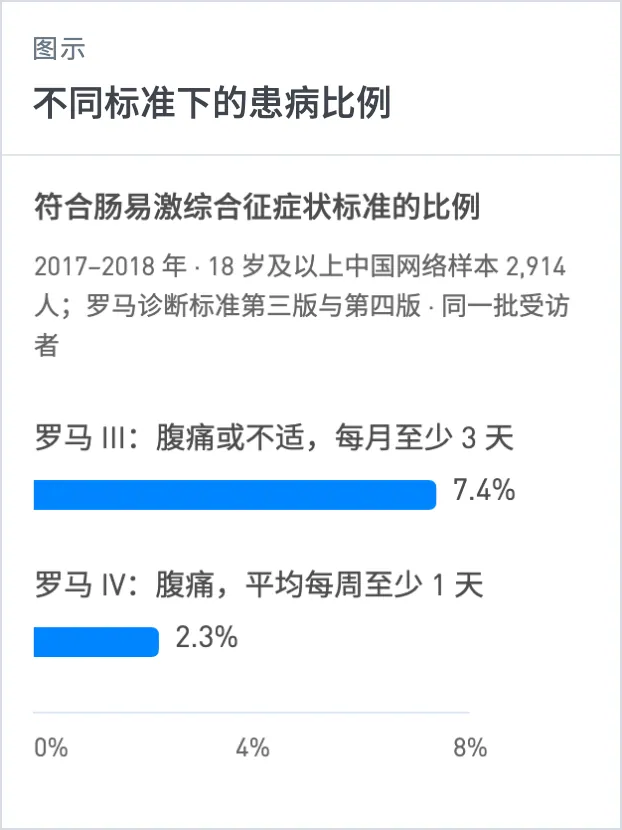 图示
不同标准下的患病比例
符合肠易激综合征症状标准的比例
2017–2018 年 · 18 岁及以上中国网络样本 2,914
人；罗马诊断标准第三版与第四版 · 同一批受访
者
罗马 III：腹痛或不适，每月至少 3 天
7.4%
罗马 IV：腹痛，平均每周至少 1 天
2.3%
0% 4% 8%